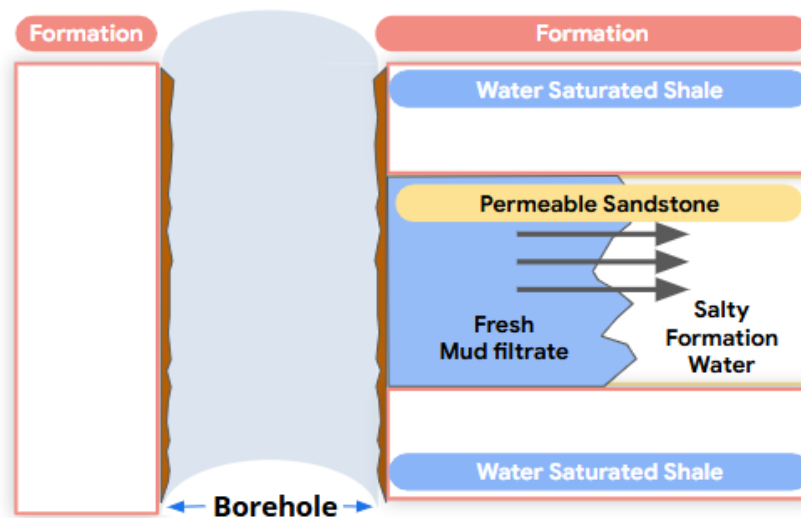 Formation
Formation
Water Saturated Shale
Permeable Sandstone
Fresh
Mud filtrate
Salty
Formation
Water
Water Saturated Shale
Borehole